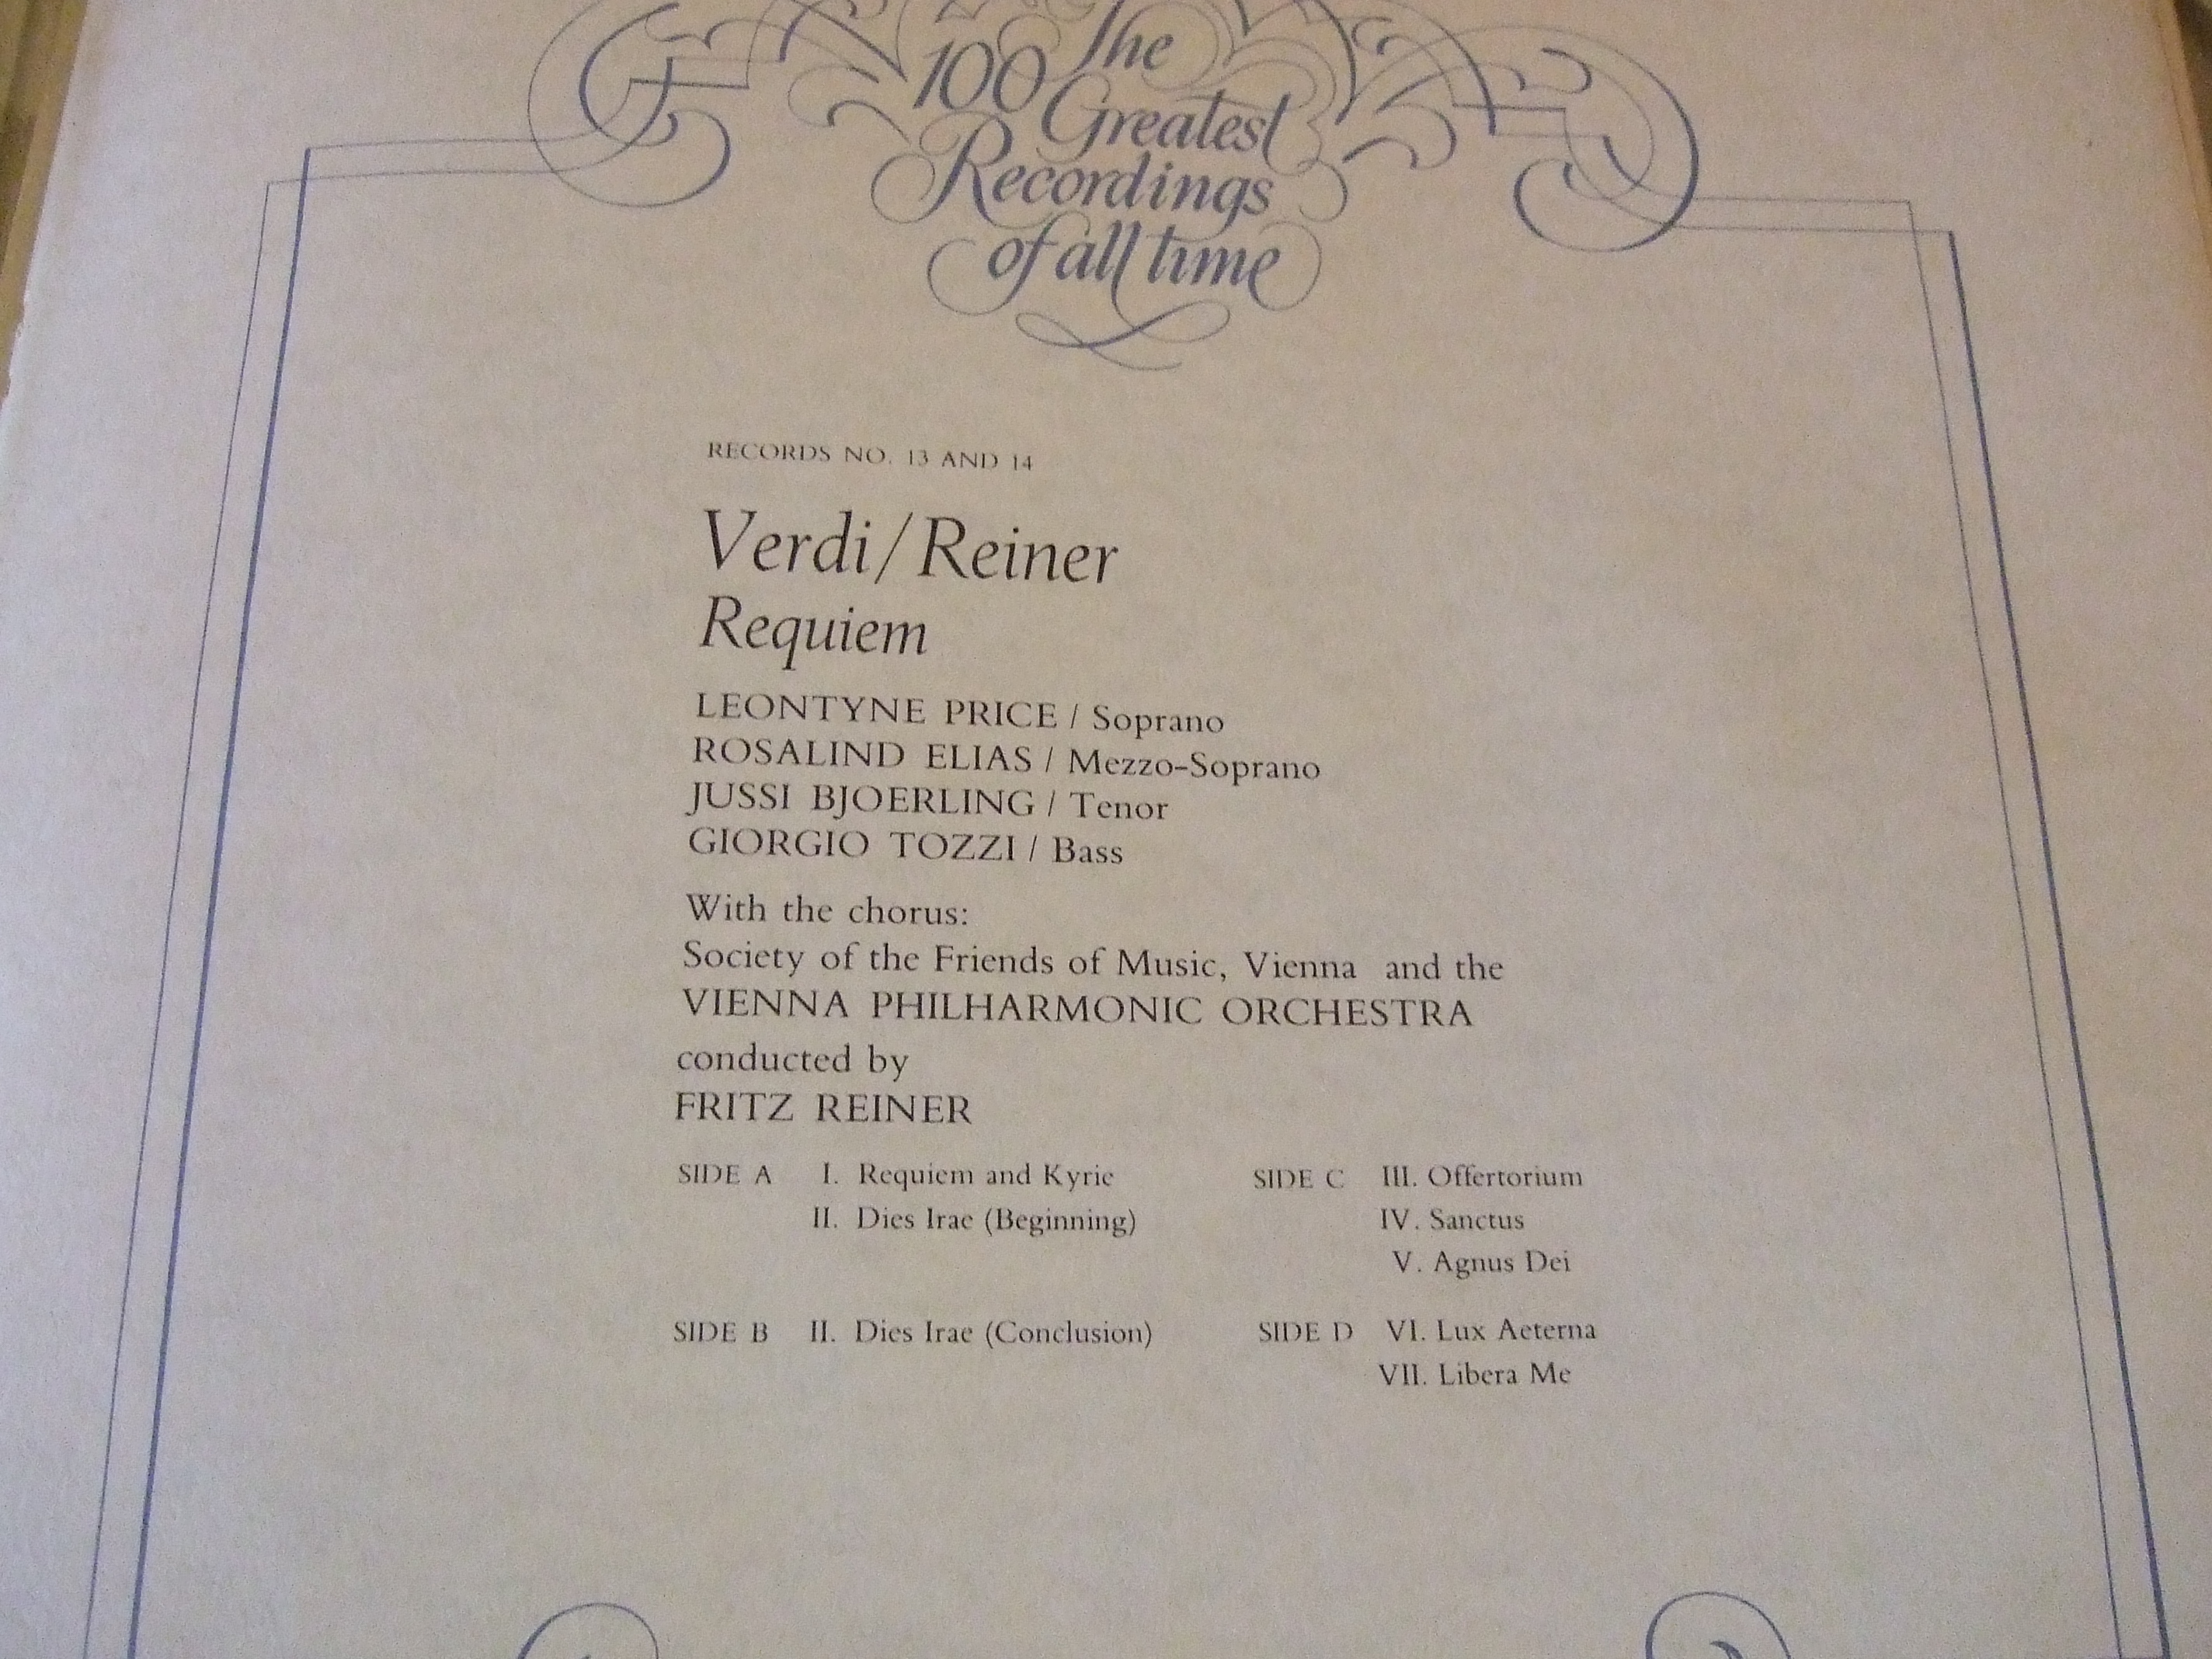 The
100 Greatest
Recordings
of all time
RECORDS NO. 13 AND 14
Verdi/Reiner
Requiem
LEONTYNE PRICE / Soprano
ROSALIND ELIAS / Mezzo-Soprano
JUSSI BJOERLING / Tenor
GIORGIO TOZZI / Bass
With the chorus:
Society of the Friends of Music, Vienna and the
VIENNA PHILHARMONIC ORCHESTRA
conducted by
FRITZ REINER
SIDE A I. Requiem and Kyrie
II. Dies Irae (Beginning)
SIDE B II. Dies Irae (Conclusion)
SIDE C III. Offertorium
IV. Sanctus
V. Agnus Dei
SIDE D VI. Lux Aeterna
VII. Libera Me